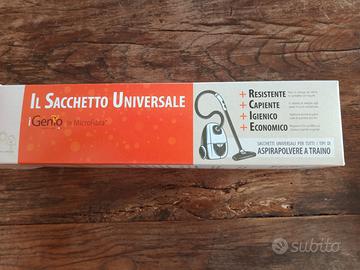 IL SACCHETTO UNIVERSALE
iGenio in Microfibra
+ RESISTENTE
+ CAPIENTE
+ IGIENICO
+ ECONOMICO
SACCHETTI UNIVERSALI PER TUTTI I TIPI DI
ASPIRAPOLVERE A TRAINO
subito